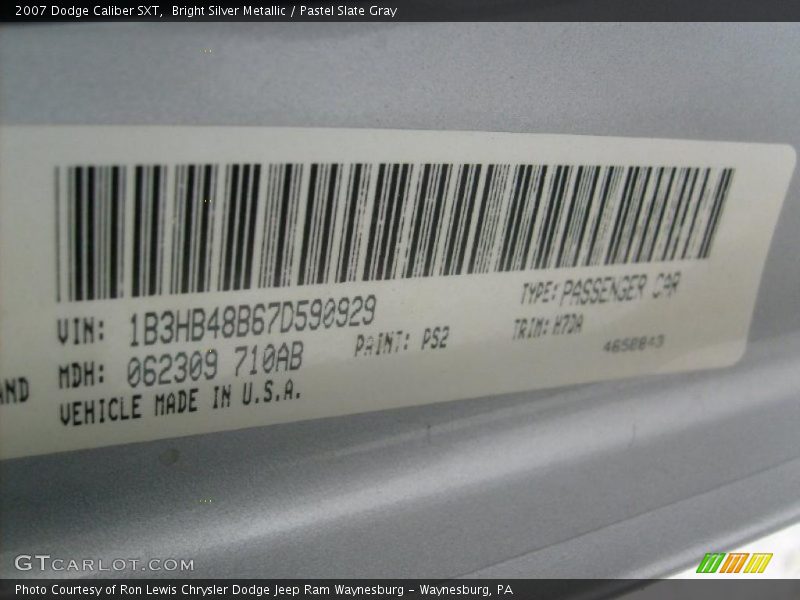 2007 Dodge Caliber SXT, Bright Silver Metallic / Pastel Slate Gray
VIN: 1B3HB48B67D590929
TYPE: PASSENGER CAR
MDH: 062309 710AB
PAINT: PS2
TRIM: H7DA
4650843
AND
VEHICLE MADE IN U.S.A.
GTCARLOT.COM
Photo Courtesy of Ron Lewis Chrysler Dodge Jeep Ram Waynesburg - Waynesburg, PA